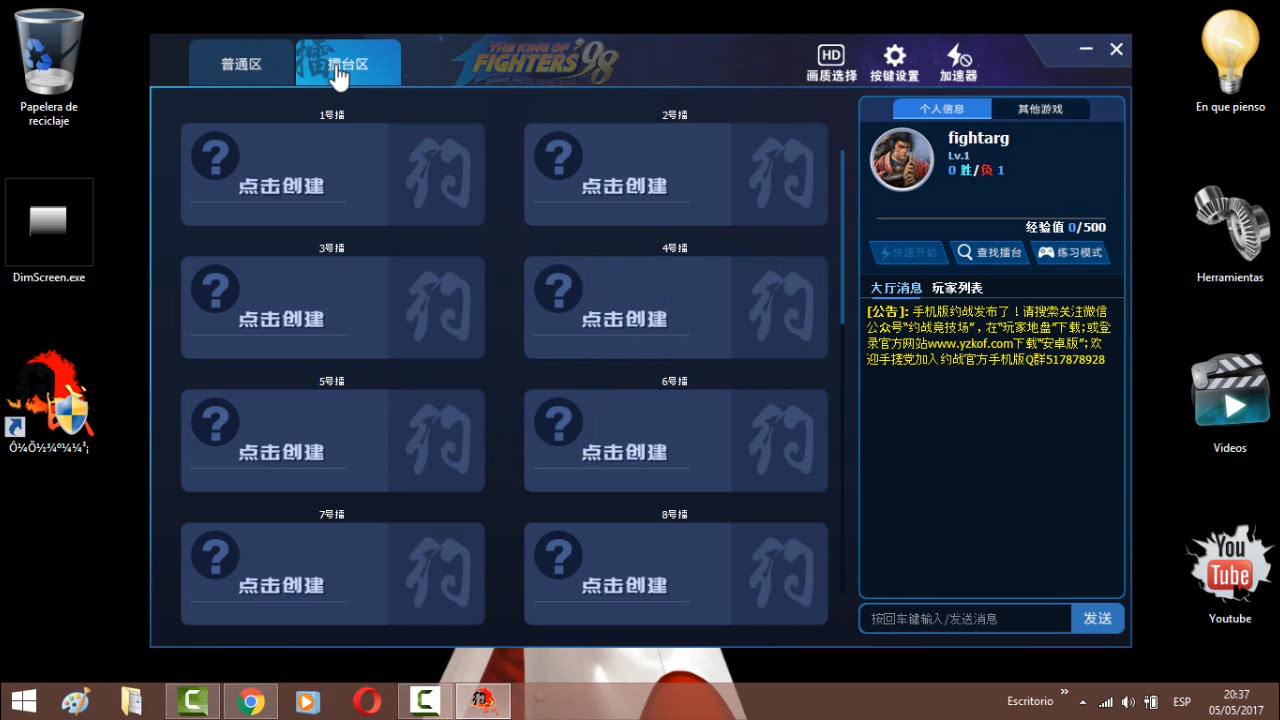 Papelera de
reciclaje
DimScreen.exe
Ô¼Õ½¾º¼¼³¡
普通区
擂台区
THE KING OF
FIGHTERS '98
HD
画质选择
按键设置
加速器
1号擂
2号擂
点击创建
点击创建
3号擂
4号擂
点击创建
点击创建
5号擂
6号擂
点击创建
点击创建
7号擂
8号擂
点击创建
点击创建
个人信息
其他游戏
fightarg
Lv.1
0 胜/负 1
经验值 0/500
快速开始
查找擂台
练习模式
大厅消息 玩家列表
[公告]: 手机版约战发布了！请搜索关注微信
公众号“约战竞技场”，在“玩家地盘”下载;或登
录官方网站www.yzkof.com下载“安卓版”；欢
迎手搓党加入约战官方手机版Q群517878928
按回车键输入/发送消息
发送
En que pienso
Herramientas
Videos
You
Tube
Youtube
Escritorio
ESP
20:37
05/05/2017